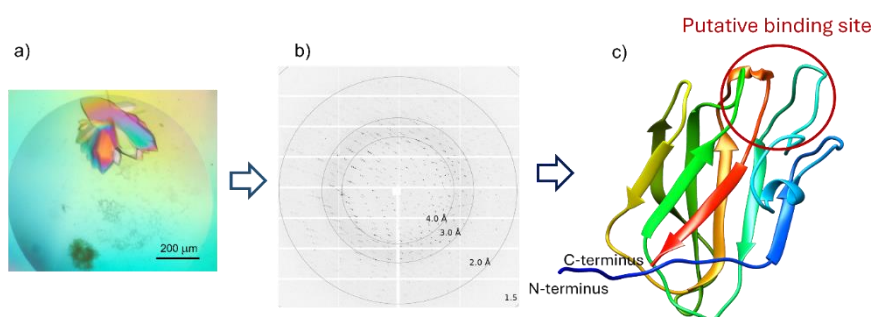 Putative binding site
a)
b)
c)
200 μm
4.0 Å
3.0 Å
2.0 Å
1.5
C-terminus
N-terminus